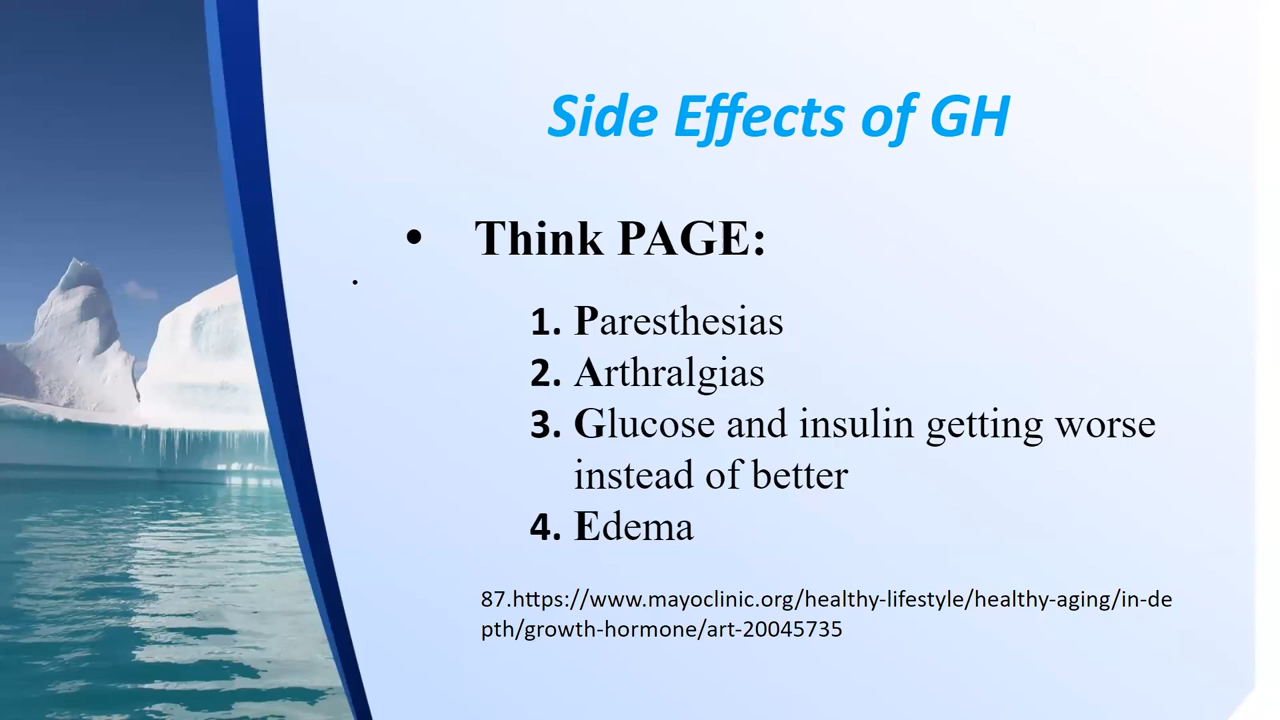 Side Effects of GH
• Think PAGE:
.
1. Paresthesias
2. Arthralgias
3. Glucose and insulin getting worse
instead of better
4. Edema
87.https://www.mayoclinic.org/healthy-lifestyle/healthy-aging/in-de
pth/growth-hormone/art-20045735